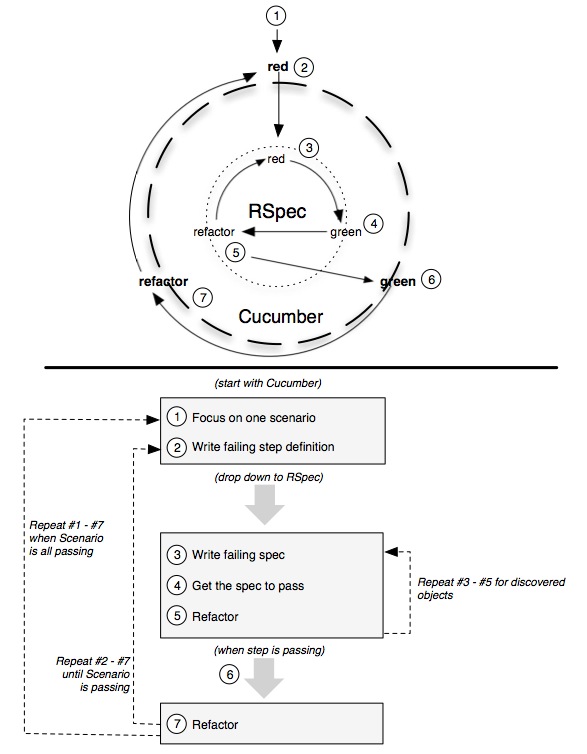 1
red 2
red 3
RSpec
refactor
green 4
5
green 6
refactor
7
Cucumber
(start with Cucumber)
1 Focus on one scenario
2 Write failing step definition
(drop down to RSpec)
Repeat #1 - #7
when Scenario
is all passing
3 Write failing spec
4 Get the spec to pass
5 Refactor
Repeat #3 - #5 for discovered
objects
(when step is passing)
6
Repeat #2 - #7
until Scenario
is passing
7 Refactor